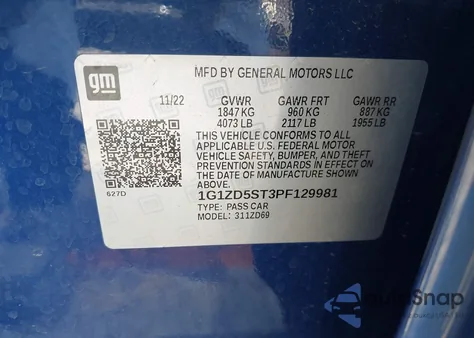 gm
MFD BY GENERAL MOTORS LLC
11/22 GVWR GAWR FRT GAWR RR
1847 KG 960 KG 887 KG
4073 LB 2117 LB 1955 LB
THIS VEHICLE CONFORMS TO ALL
APPLICABLE U.S. FEDERAL MOTOR
VEHICLE SAFETY, BUMPER, AND THEFT
PREVENTION STANDARDS IN EFFECT ON
THE DATE OF MANUFACTURE SHOWN ABOVE.
627D
1G1ZD5ST3PF129981
TYPE: PASS CAR
MODEL: 311ZD69